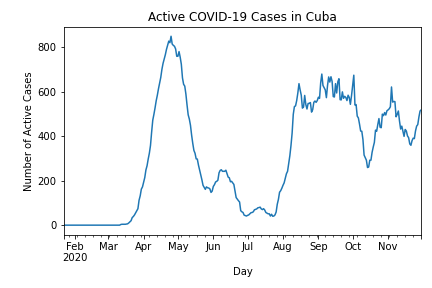 Active COVID-19 Cases in Cuba
Number of Active Cases
800
600
400
200
0
Feb Mar Apr May Jun Jul Aug Sep Oct Nov
2020
Day